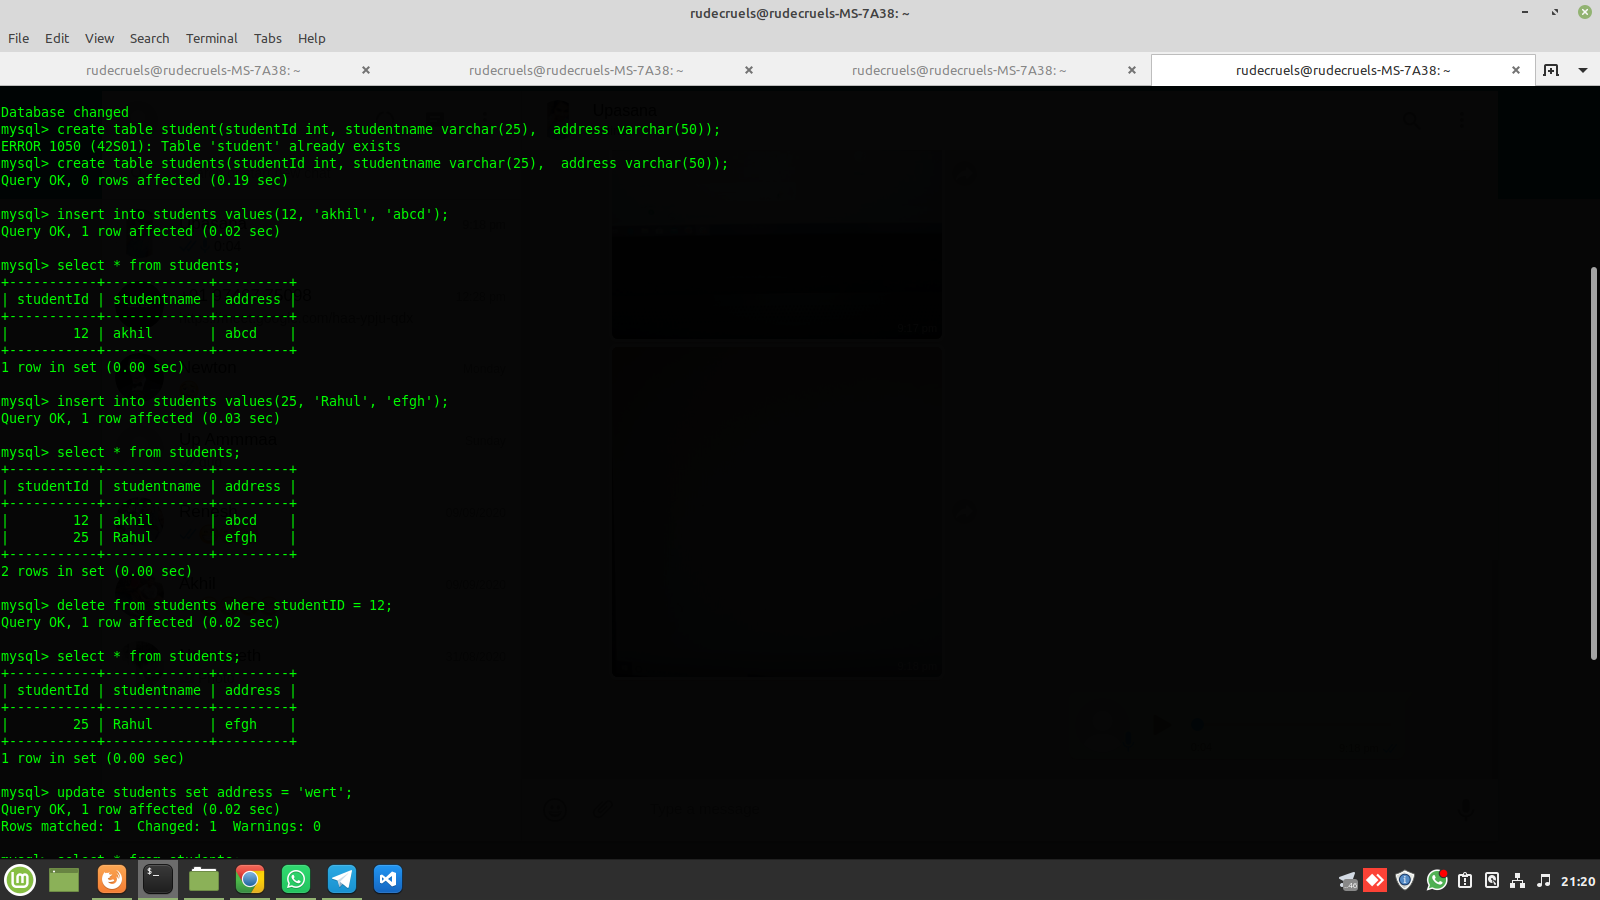 rudecruels@rudecruels-MS-7A38: ~
File Edit View Search Terminal Tabs Help
rudecruels@rudecruels-MS-7A38: ~ rudecruels@rudecruels-MS-7A38: ~ rudecruels@rudecruels-MS-7A38: ~ rudecruels@rudecruels-MS-7A38: ~
Upasana
Database changed
mysql> create table student(studentId int, studentname varchar(25),  address varchar(50));
ERROR 1050 (42S01): Table 'student' already exists
mysql> create table students(studentId int, studentname varchar(25),  address varchar(50));
Query OK, 0 rows affected (0.19 sec)
mysql> insert into students values(12, 'akhil', 'abcd');
Query OK, 1 row affected (0.02 sec)
mysql> select * from students;
+-----------+-------------+---------+
| studentId | studentname | address |
+-----------+-------------+---------+
|        12 | akhil       | abcd    |
+-----------+-------------+---------+
1 row in set (0.00 sec)
mysql> insert into students values(25, 'Rahul', 'efgh');
Query OK, 1 row affected (0.03 sec)
mysql> select * from students;
+-----------+-------------+---------+
| studentId | studentname | address |
+-----------+-------------+---------+
|        12 | akhil       | abcd    |
|        25 | Rahul       | efgh    |
+-----------+-------------+---------+
2 rows in set (0.00 sec)
mysql> delete from students where studentID = 12;
Query OK, 1 row affected (0.02 sec)
mysql> select * from students;
+-----------+-------------+---------+
| studentId | studentname | address |
+-----------+-------------+---------+
|        25 | Rahul       | efgh    |
+-----------+-------------+---------+
1 row in set (0.00 sec)
mysql> update students set address = 'wert';
Query OK, 1 row affected (0.02 sec)
Rows matched: 1  Changed: 1  Warnings: 0
mysql> select * from students
46
21:20